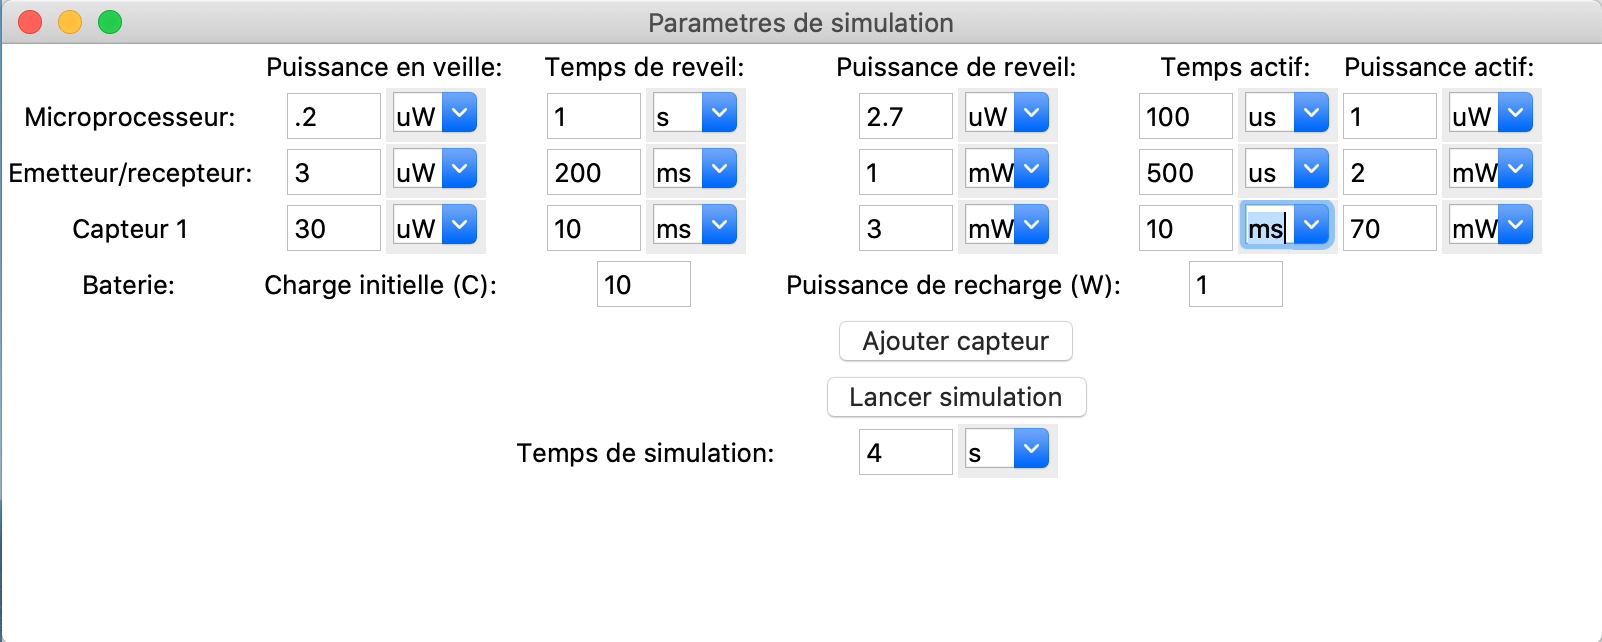 Parametres de simulation
Puissance en veille: Temps de reveil: Puissance de reveil: Temps actif: Puissance actif:
Microprocesseur: .2 uW 1 s 2.7 uW 100 us 1 uW
Emetteur/recepteur: 3 uW 200 ms 1 mW 500 us 2 mW
Capteur 1 30 uW 10 ms 3 mW 10 ms 70 mW
Baterie: Charge initielle (C): 10 Puissance de recharge (W): 1
Ajouter capteur
Lancer simulation
Temps de simulation: 4 s